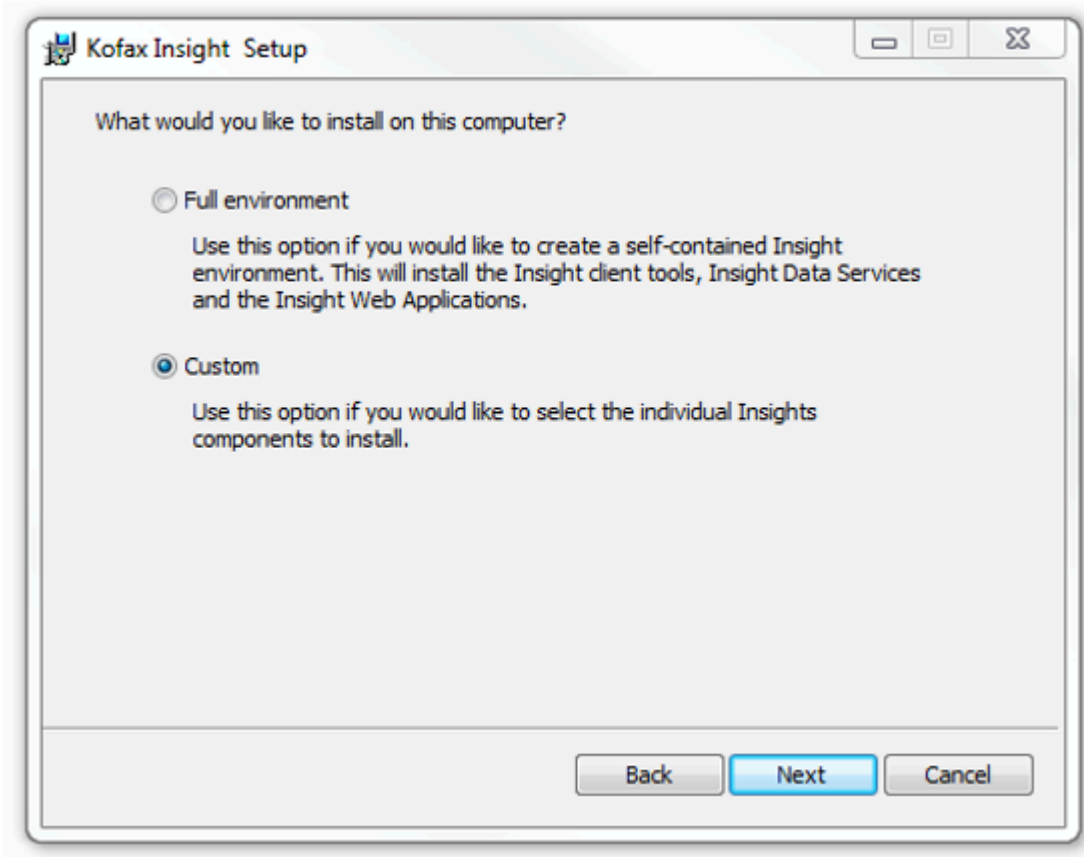 Kofax Insight Setup
What would you like to install on this computer?
Full environment
Use this option if you would like to create a self-contained Insight
environment. This will install the Insight client tools, Insight Data Services
and the Insight Web Applications.
Custom
Use this option if you would like to select the individual Insights
components to install.
Back Next Cancel